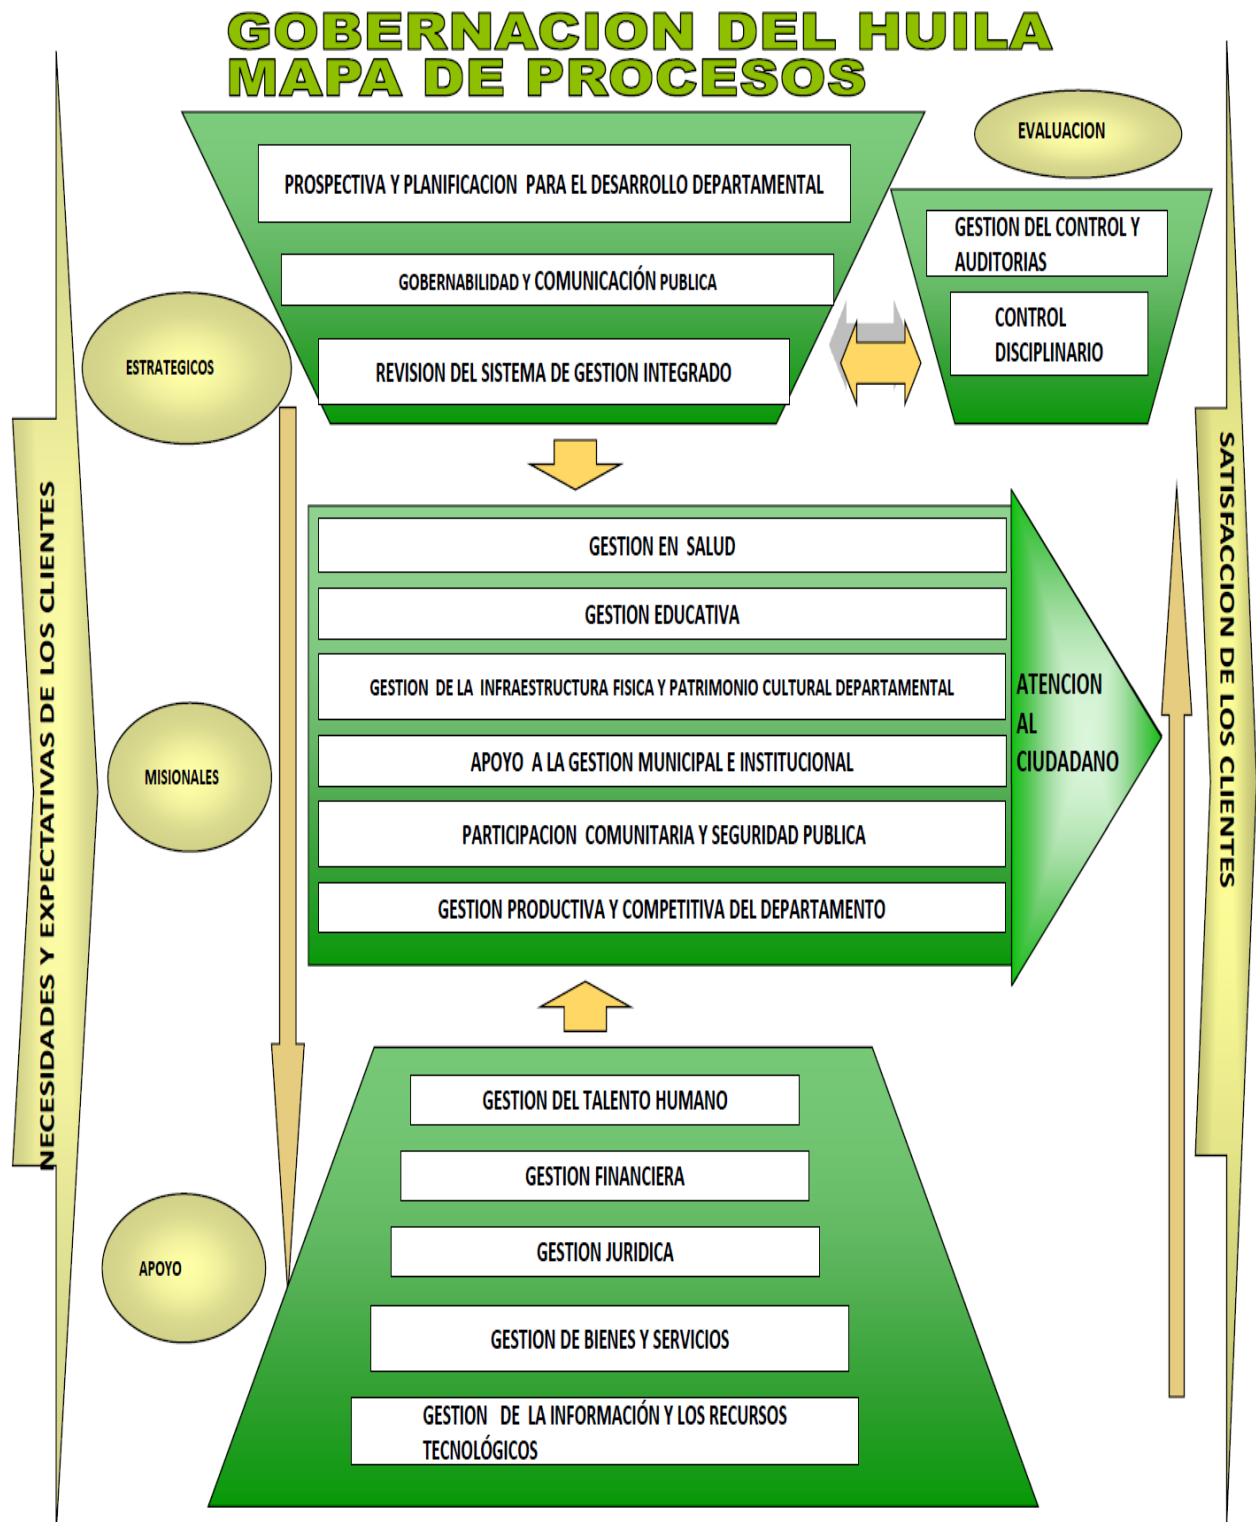 GOBERNACION DEL HUILA
MAPA DE PROCESOS
EVALUACION
PROSPECTIVA Y PLANIFICACION PARA EL DESARROLLO DEPARTAMENTAL
GESTION DEL CONTROL Y
AUDITORIAS
GOBERNABILIDAD Y COMUNICACIÓN PUBLICA
CONTROL
DISCIPLINARIO
ESTRATEGICOS
REVISION DEL SISTEMA DE GESTION INTEGRADO
NECESIDADES Y EXPECTATIVAS DE LOS CLIENTES
SATISFACCION DE LOS CLIENTES
GESTION EN SALUD
GESTION EDUCATIVA
GESTION DE LA INFRAESTRUCTURA FISICA Y PATRIMONIO CULTURAL DEPARTAMENTAL
ATENCION
AL
CIUDADANO
MISIONALES
APOYO A LA GESTION MUNICIPAL E INSTITUCIONAL
PARTICIPACION COMUNITARIA Y SEGURIDAD PUBLICA
GESTION PRODUCTIVA Y COMPETITIVA DEL DEPARTAMENTO
GESTION DEL TALENTO HUMANO
GESTION FINANCIERA
GESTION JURIDICA
APOYO
GESTION DE BIENES Y SERVICIOS
GESTION DE LA INFORMACIÓN Y LOS RECURSOS
TECNOLÓGICOS